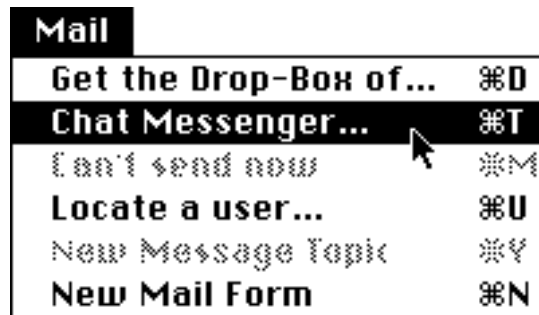 Mail
Get the Drop-Box of... ⌘D
Chat Messenger... ⌘T
Can't send now ⌘M
Locate a user... ⌘U
New Message Topic ⌘Y
New Mail Form ⌘N